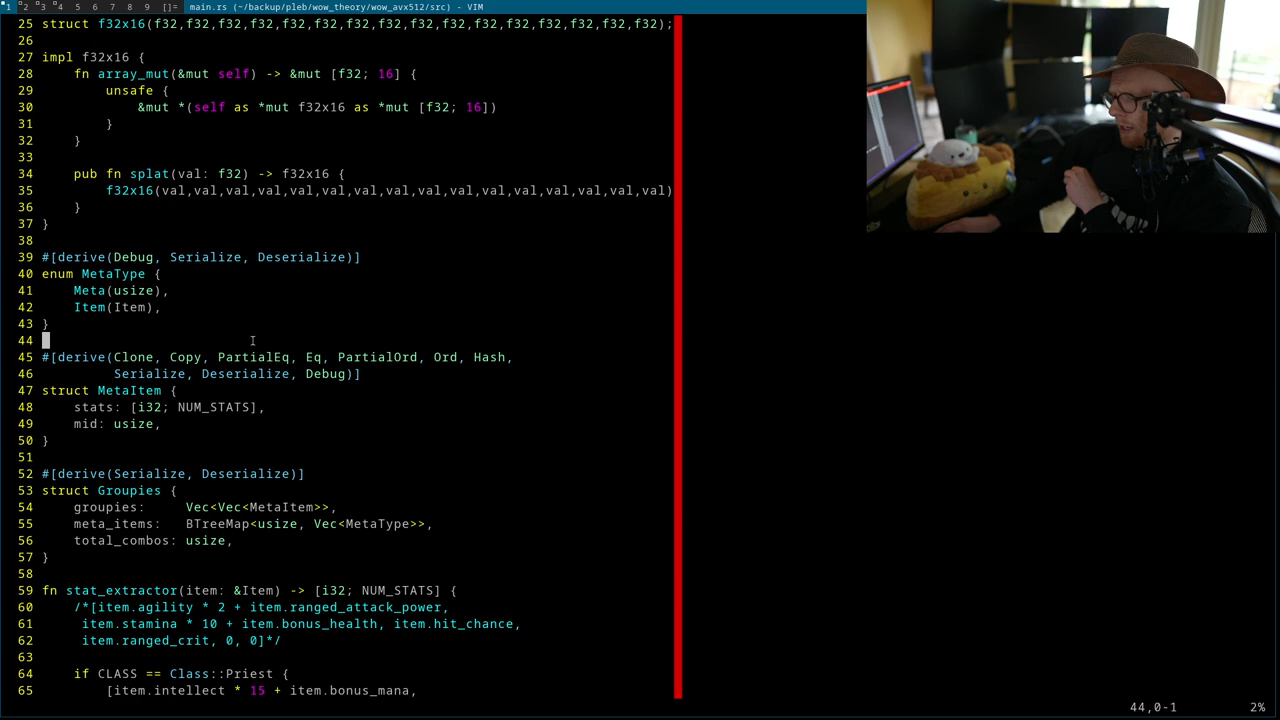 1 2 3 4 5 6 7 8 9 []= main.rs (~/backup/pleb/wow_theory/wow_avx512/src) - VIM
25 struct f32x16(f32,f32,f32,f32,f32,f32,f32,f32,f32,f32,f32,f32,f32,f32,f32,f32);
26
27 impl f32x16 {
28     fn array_mut(&mut self) -> &mut [f32; 16] {
29         unsafe {
30             &mut *(self as *mut f32x16 as *mut [f32; 16])
31         }
32     }
33
34     pub fn splat(val: f32) -> f32x16 {
35         f32x16(val,val,val,val,val,val,val,val,val,val,val,val,val,val,val,val)
36     }
37 }
38
39 #[derive(Debug, Serialize, Deserialize)]
40 enum MetaType {
41     Meta(usize),
42     Item(Item),
43 }
44
45 #[derive(Clone, Copy, PartialEq, Eq, PartialOrd, Ord, Hash,
46          Serialize, Deserialize, Debug)]
47 struct MetaItem {
48     stats: [i32; NUM_STATS],
49     mid: usize,
50 }
51
52 #[derive(Serialize, Deserialize)]
53 struct Groupies {
54     groupies:     Vec<Vec<MetaItem>>,
55     meta_items:   BTreeMap<usize, Vec<MetaType>>,
56     total_combos: usize,
57 }
58
59 fn stat_extractor(item: &Item) -> [i32; NUM_STATS] {
60     /*[item.agility * 2 + item.ranged_attack_power,
61      item.stamina * 10 + item.bonus_health, item.hit_chance,
62      item.ranged_crit, 0, 0]*/
63
64     if CLASS == Class::Priest {
65         [item.intellect * 15 + item.bonus_mana,
44,0-1 2%